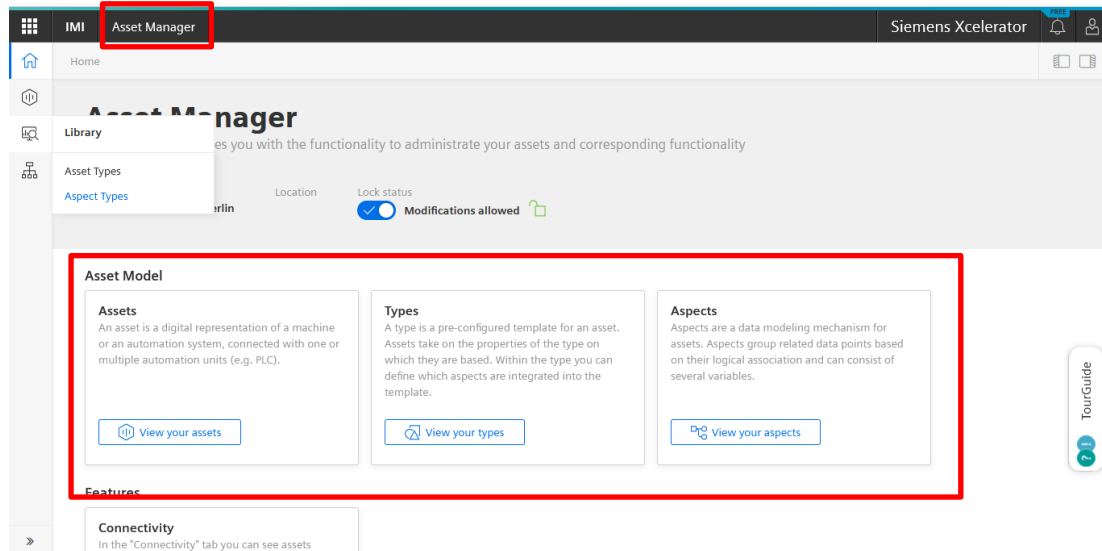 IMI Asset Manager Siemens Xcelerator FREE
Home
Asset Manager
Library
es you with the functionality to administrate your assets and corresponding functionality
Asset Types
Aspect Types
Location Lock status
erlin Modifications allowed
Asset Model
Assets
An asset is a digital representation of a machine
or an automation system, connected with one or
multiple automation units (e.g. PLC).
View your assets
Types
A type is a pre-configured template for an asset.
Assets take on the properties of the type on
which they are based. Within the type you can
define which aspects are integrated into the
template.
View your types
Aspects
Aspects are a data modeling mechanism for
assets. Aspects group related data points based
on their logical association and can consist of
several variables.
View your aspects
TourGuide
Features
Connectivity
In the "Connectivity" tab you can see assets